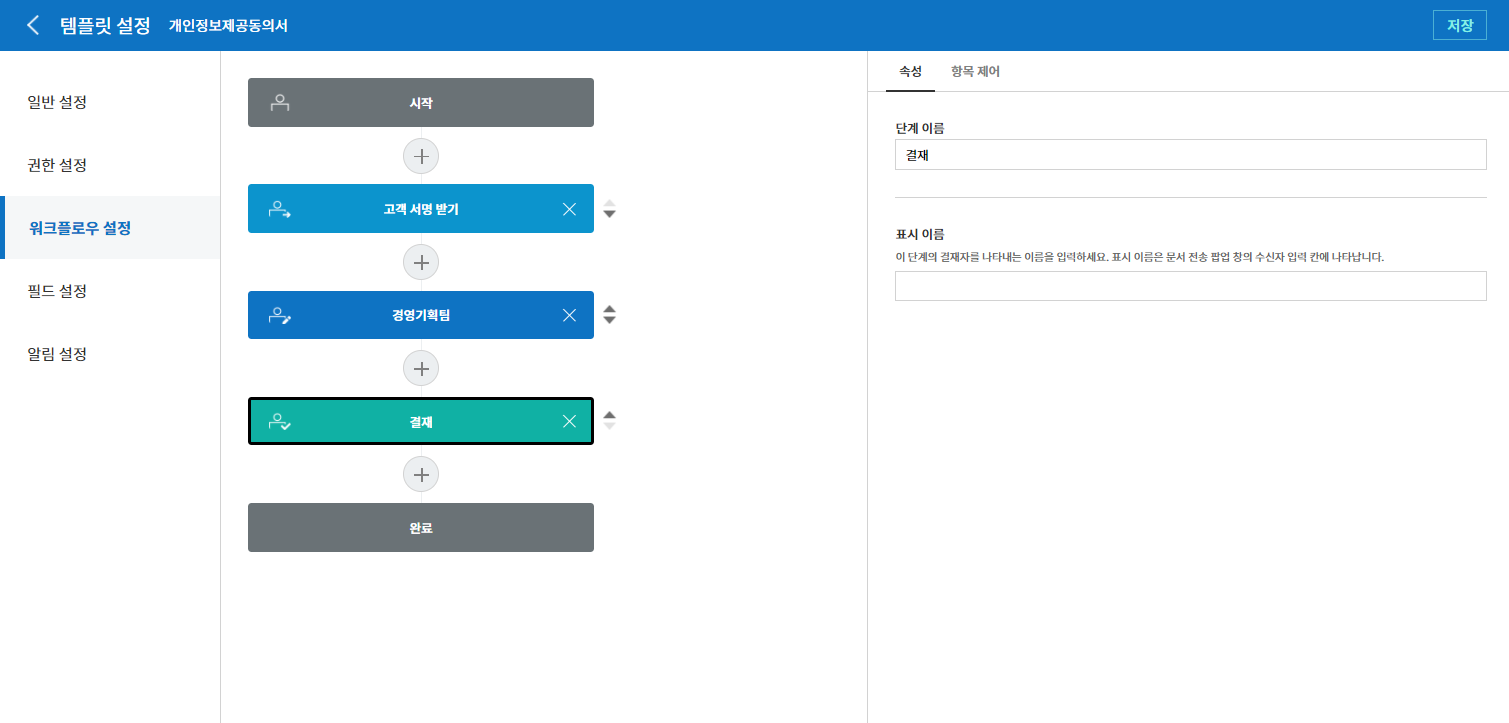 템플릿 설정 개인정보제공동의서 저장
일반 설정
권한 설정
워크플로우 설정
필드 설정
알림 설정
시작
고객 서명 받기
경영기획팀
결재
완료
속성 항목 제어
단계 이름
결재
표시 이름
이 단계의 결재자를 나타내는 이름을 입력하세요. 표시 이름은 문서 전송 팝업 창의 수신자 입력 칸에 나타납니다.